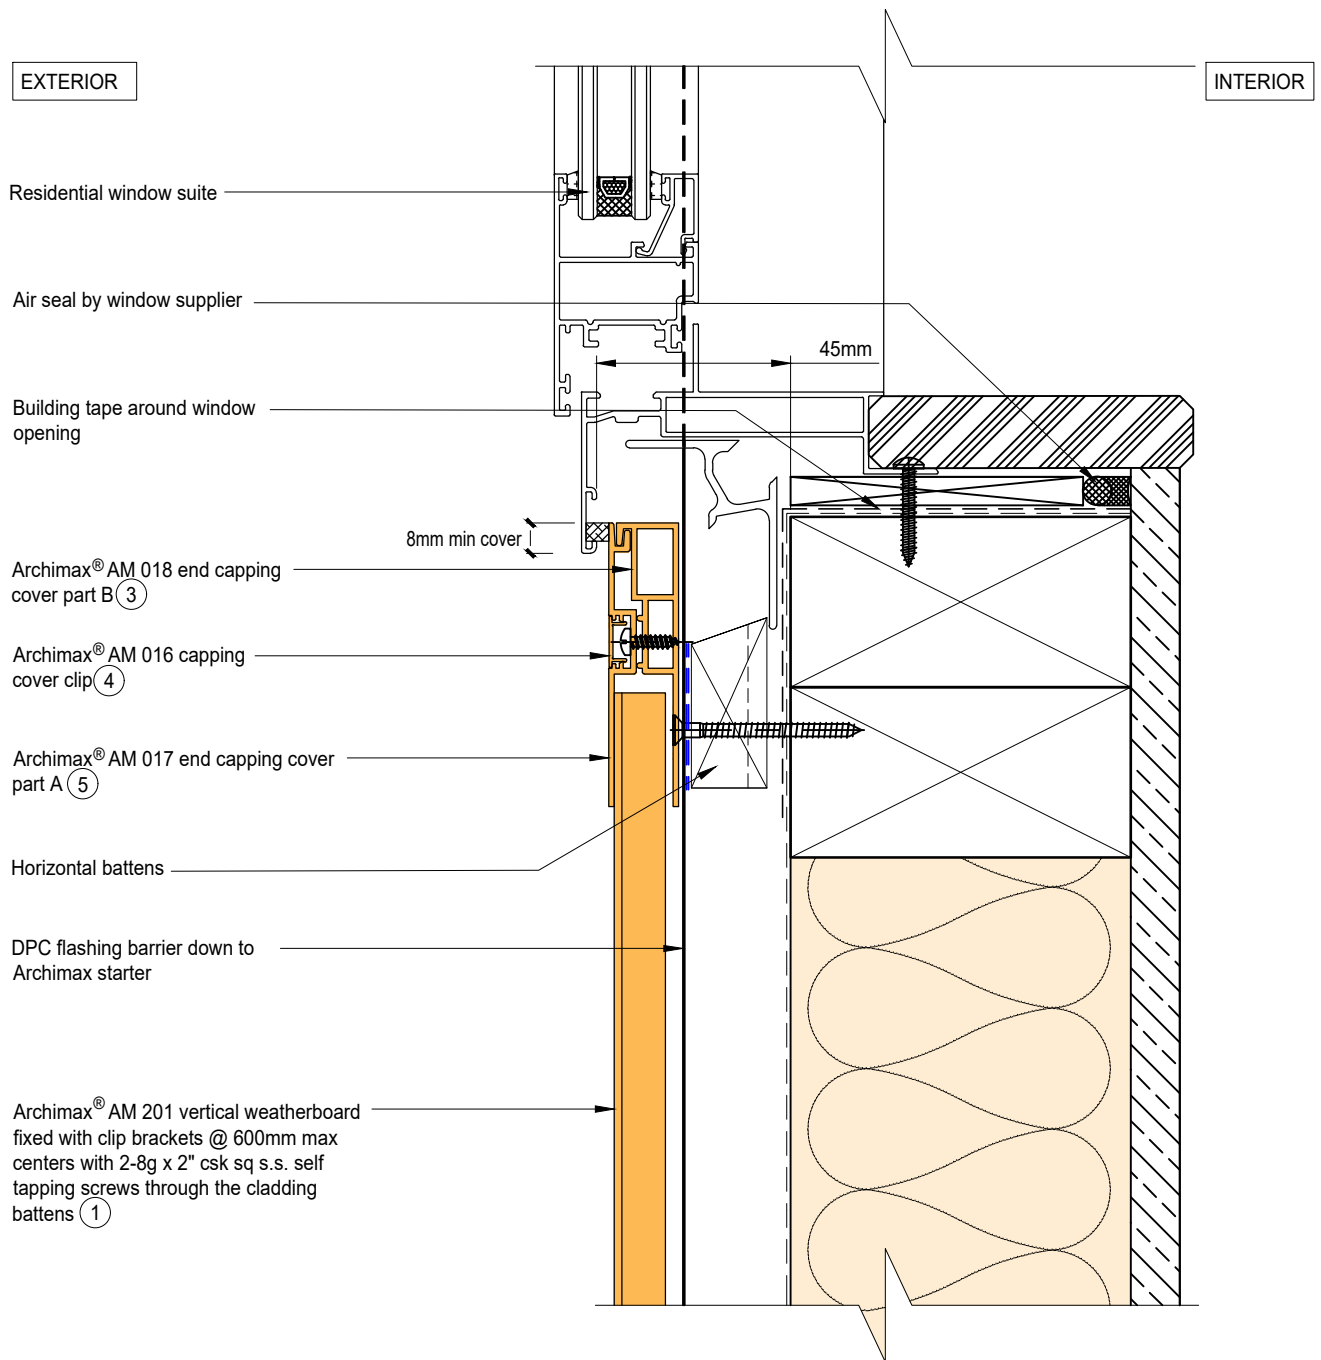 EXTERIOR
INTERIOR
Residential window suite
Air seal by window supplier
45mm
Building tape around window
opening
8mm min cover
Archimax® AM 018 end capping
cover part B 3
Archimax® AM 016 capping
cover clip 4
Archimax® AM 017 end capping cover
part A 5
Horizontal battens
DPC flashing barrier down to
Archimax starter
Archimax® AM 201 vertical weatherboard
fixed with clip brackets @ 600mm max
centers with 2-8g x 2" csk sq s.s. self
tapping screws through the cladding
battens 1